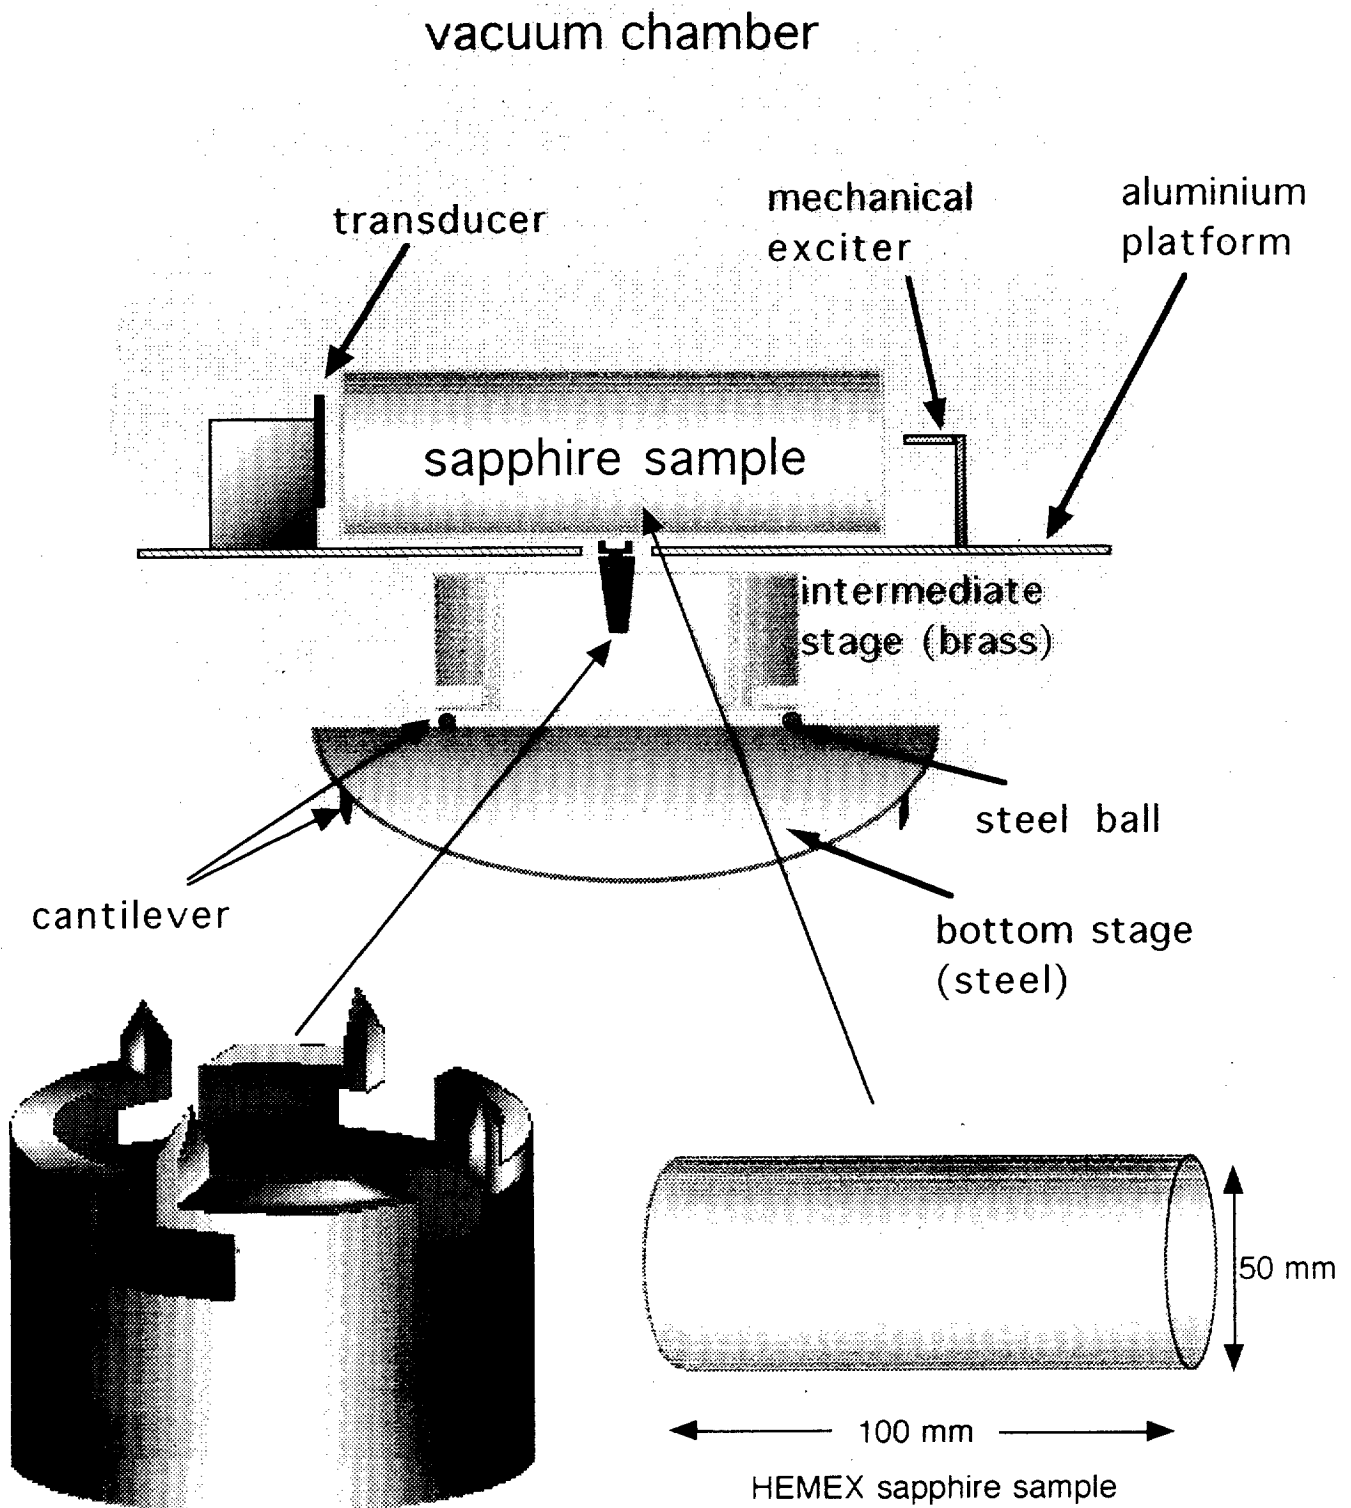 vacuum chamber
transducer
mechanical
exciter
aluminium
platform
sapphire sample
intermediate
stage (brass)
steel ball
cantilever
bottom stage
(steel)
50 mm
100 mm
HEMEX sapphire sample